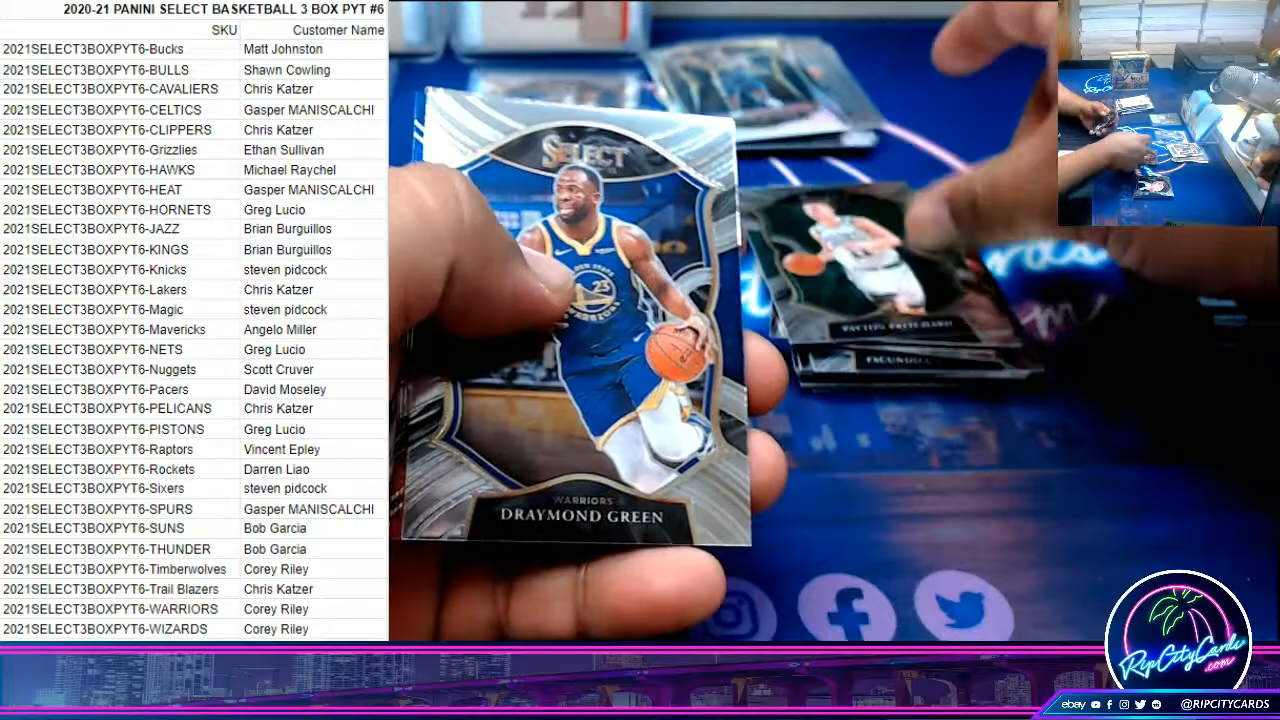 2020-21 PANINI SELECT BASKETBALL 3 BOX PYT #6
SKU Customer Name
2021SELECT3BOXPYT6-Bucks Matt Johnston
2021SELECT3BOXPYT6-BULLS Shawn Cowling
2021SELECT3BOXPYT6-CAVALIERS Chris Katzer
2021SELECT3BOXPYT6-CELTICS Gasper MANISCALCHI
2021SELECT3BOXPYT6-CLIPPERS Chris Katzer
2021SELECT3BOXPYT6-Grizzlies Ethan Sullivan
2021SELECT3BOXPYT6-HAWKS Michael Raychel
2021SELECT3BOXPYT6-HEAT Gasper MANISCALCHI
2021SELECT3BOXPYT6-HORNETS Greg Lucio
2021SELECT3BOXPYT6-JAZZ Brian Burguillos
2021SELECT3BOXPYT6-KINGS Brian Burguillos
2021SELECT3BOXPYT6-Knicks steven pidcock
2021SELECT3BOXPYT6-Lakers Chris Katzer
2021SELECT3BOXPYT6-Magic steven pidcock
2021SELECT3BOXPYT6-Mavericks Angelo Miller
2021SELECT3BOXPYT6-NETS Greg Lucio
2021SELECT3BOXPYT6-Nuggets Scott Cruver
2021SELECT3BOXPYT6-Pacers David Moseley
2021SELECT3BOXPYT6-PELICANS Chris Katzer
2021SELECT3BOXPYT6-PISTONS Greg Lucio
2021SELECT3BOXPYT6-Raptors Vincent Epley
2021SELECT3BOXPYT6-Rockets Darren Liao
2021SELECT3BOXPYT6-Sixers steven pidcock
2021SELECT3BOXPYT6-SPURS Gasper MANISCALCHI
2021SELECT3BOXPYT6-SUNS Bob Garcia
2021SELECT3BOXPYT6-THUNDER Bob Garcia
2021SELECT3BOXPYT6-Timberwolves Corey Riley
2021SELECT3BOXPYT6-Trail Blazers Chris Katzer
2021SELECT3BOXPYT6-WARRIORS Corey Riley
2021SELECT3BOXPYT6-WIZARDS Corey Riley
SELECT
23
WARRIORS
WARRIORS
DRAYMOND GREEN
PAYTON PRITCHARD
FACUNDO
RipCityCards
.com
ebay @RIPCITYCARDS